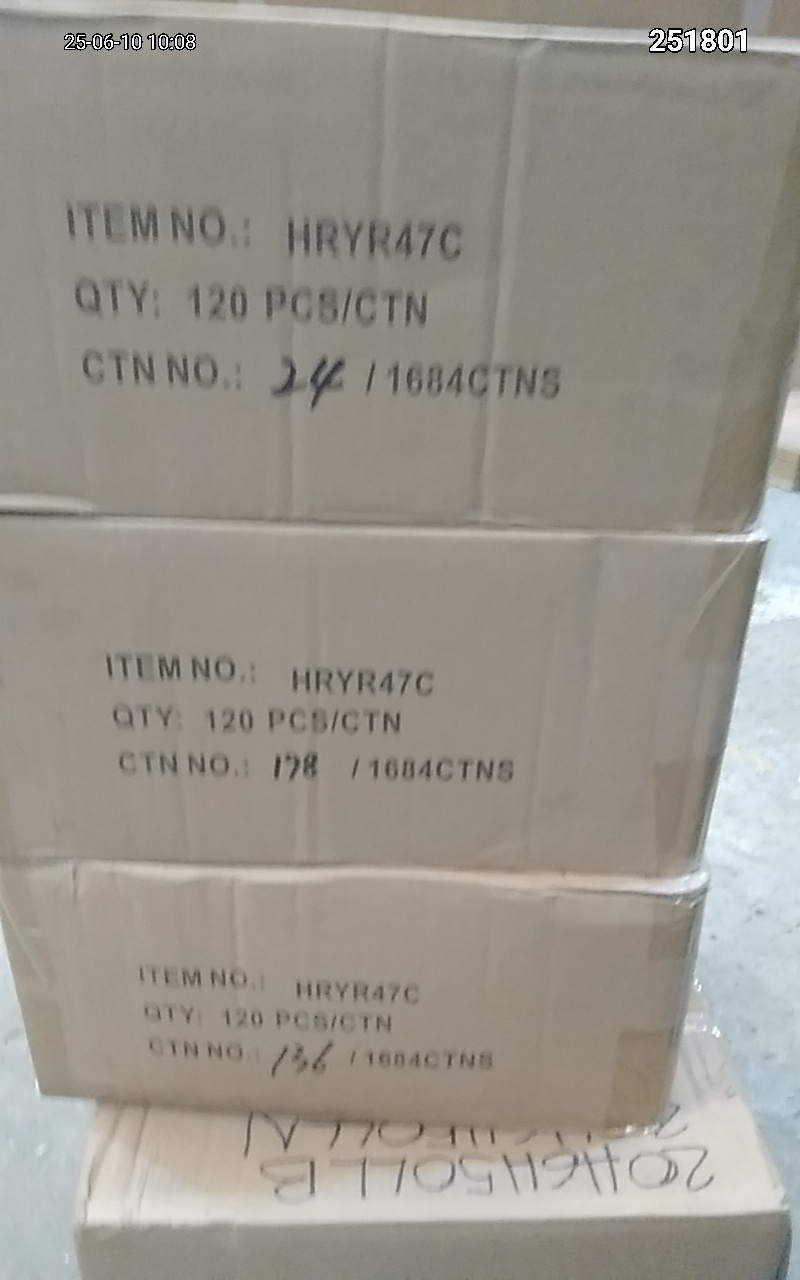 25-06-10 10:08
251801
ITEM NO.: HRYR47C
QTY: 120 PCS/CTN
CTN NO.: 24 / 1684CTNS
ITEM NO.: HRYR47C
QTY: 120 PCS/CTN
CTN NO.: 178 / 1684CTNS
ITEM NO.: HRYR47C
QTY: 120 PCS/CTN
CTN NO.: 136 / 1684CTNS